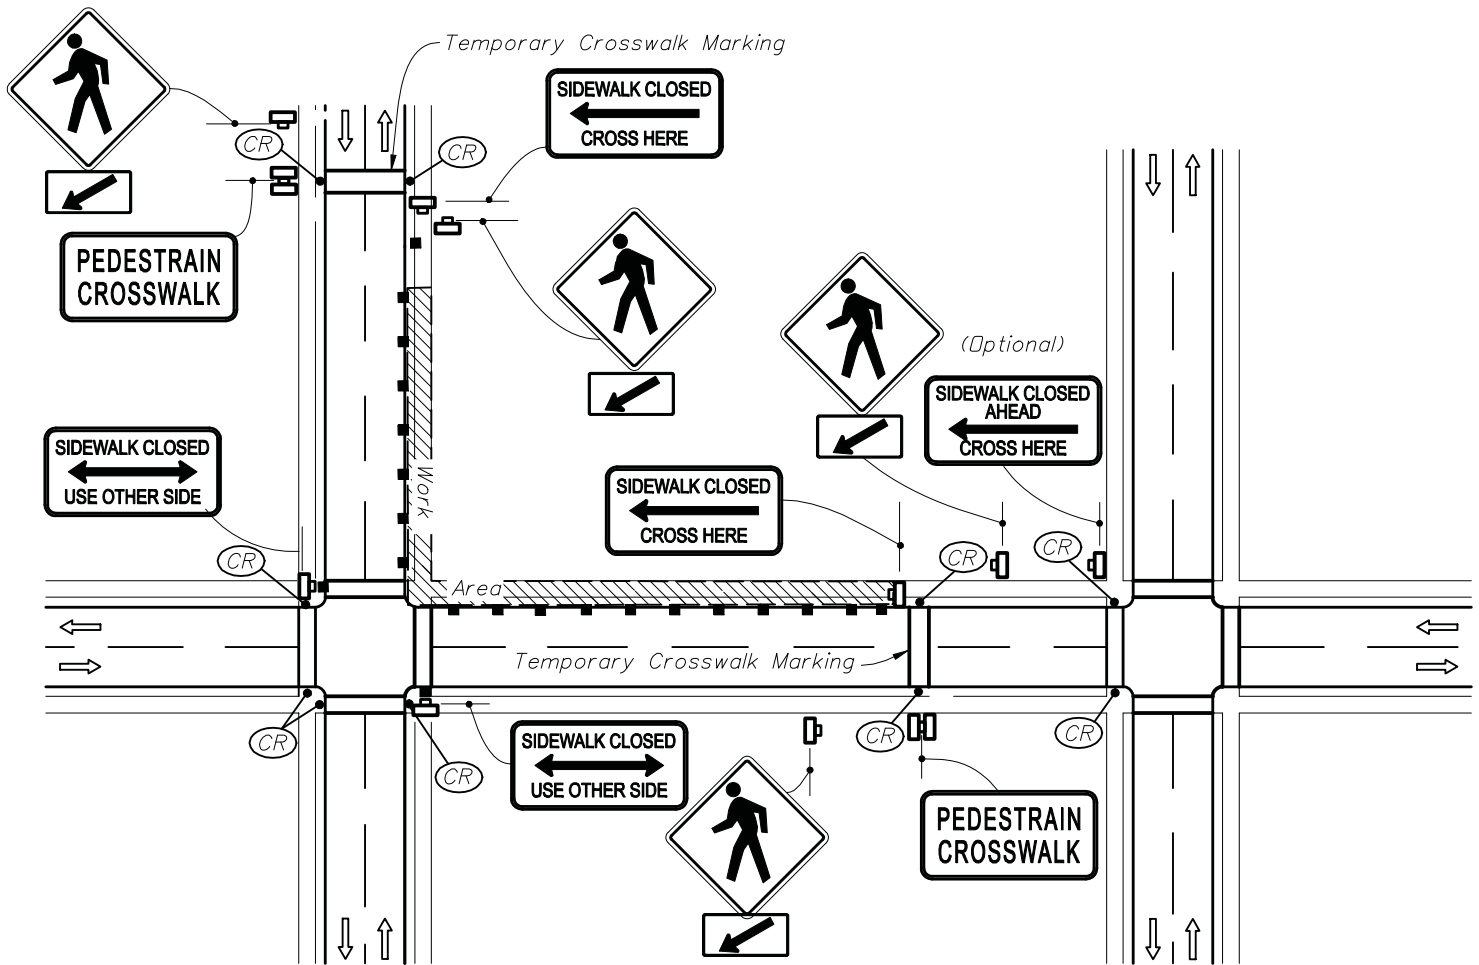 Temporary Crosswalk Marking
SIDEWALK CLOSED
CROSS HERE
CR
CR
PEDESTRAIN
CROSSWALK
(Optional)
SIDEWALK CLOSED
AHEAD
CROSS HERE
SIDEWALK CLOSED
USE OTHER SIDE
Work
SIDEWALK CLOSED
CROSS HERE
CR
CR
CR
Area
Temporary Crosswalk Marking
CR
CR
CR
CR
SIDEWALK CLOSED
USE OTHER SIDE
PEDESTRAIN
CROSSWALK